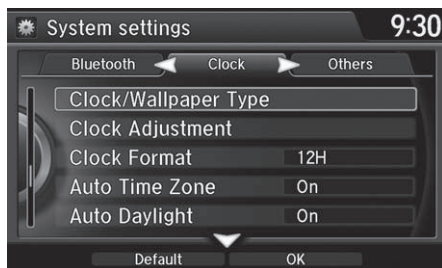 System settings 9:30
Bluetooth Clock Others
Clock/Wallpaper Type
Clock Adjustment
Clock Format 12H
Auto Time Zone On
Auto Daylight On
Default OK